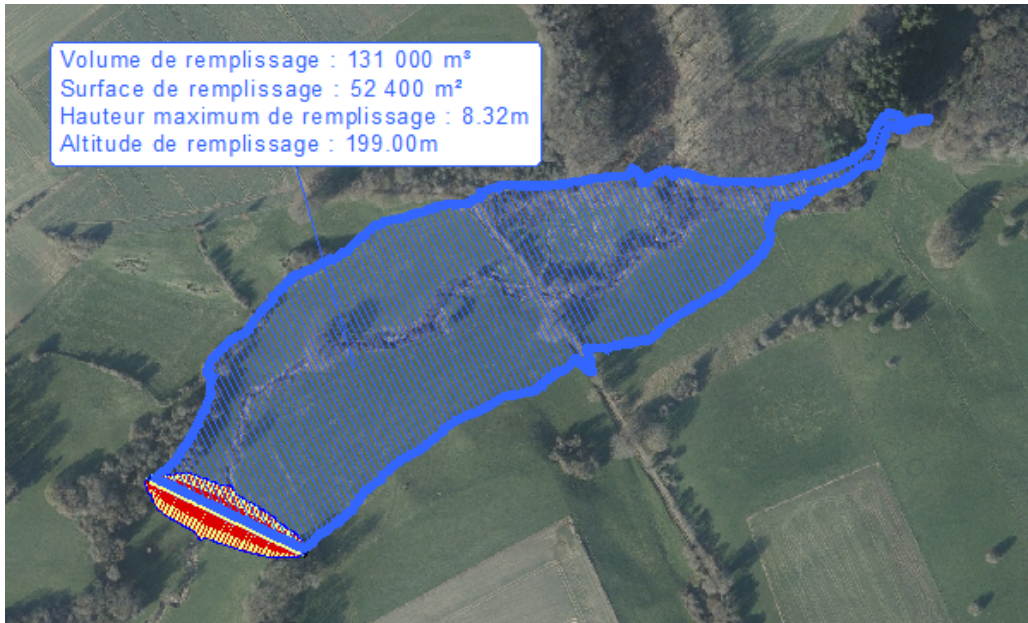 Volume de remplissage : 131 000 m³
Surface de remplissage : 52 400 m²
Hauteur maximum de remplissage : 8.32m
Altitude de remplissage : 199.00m